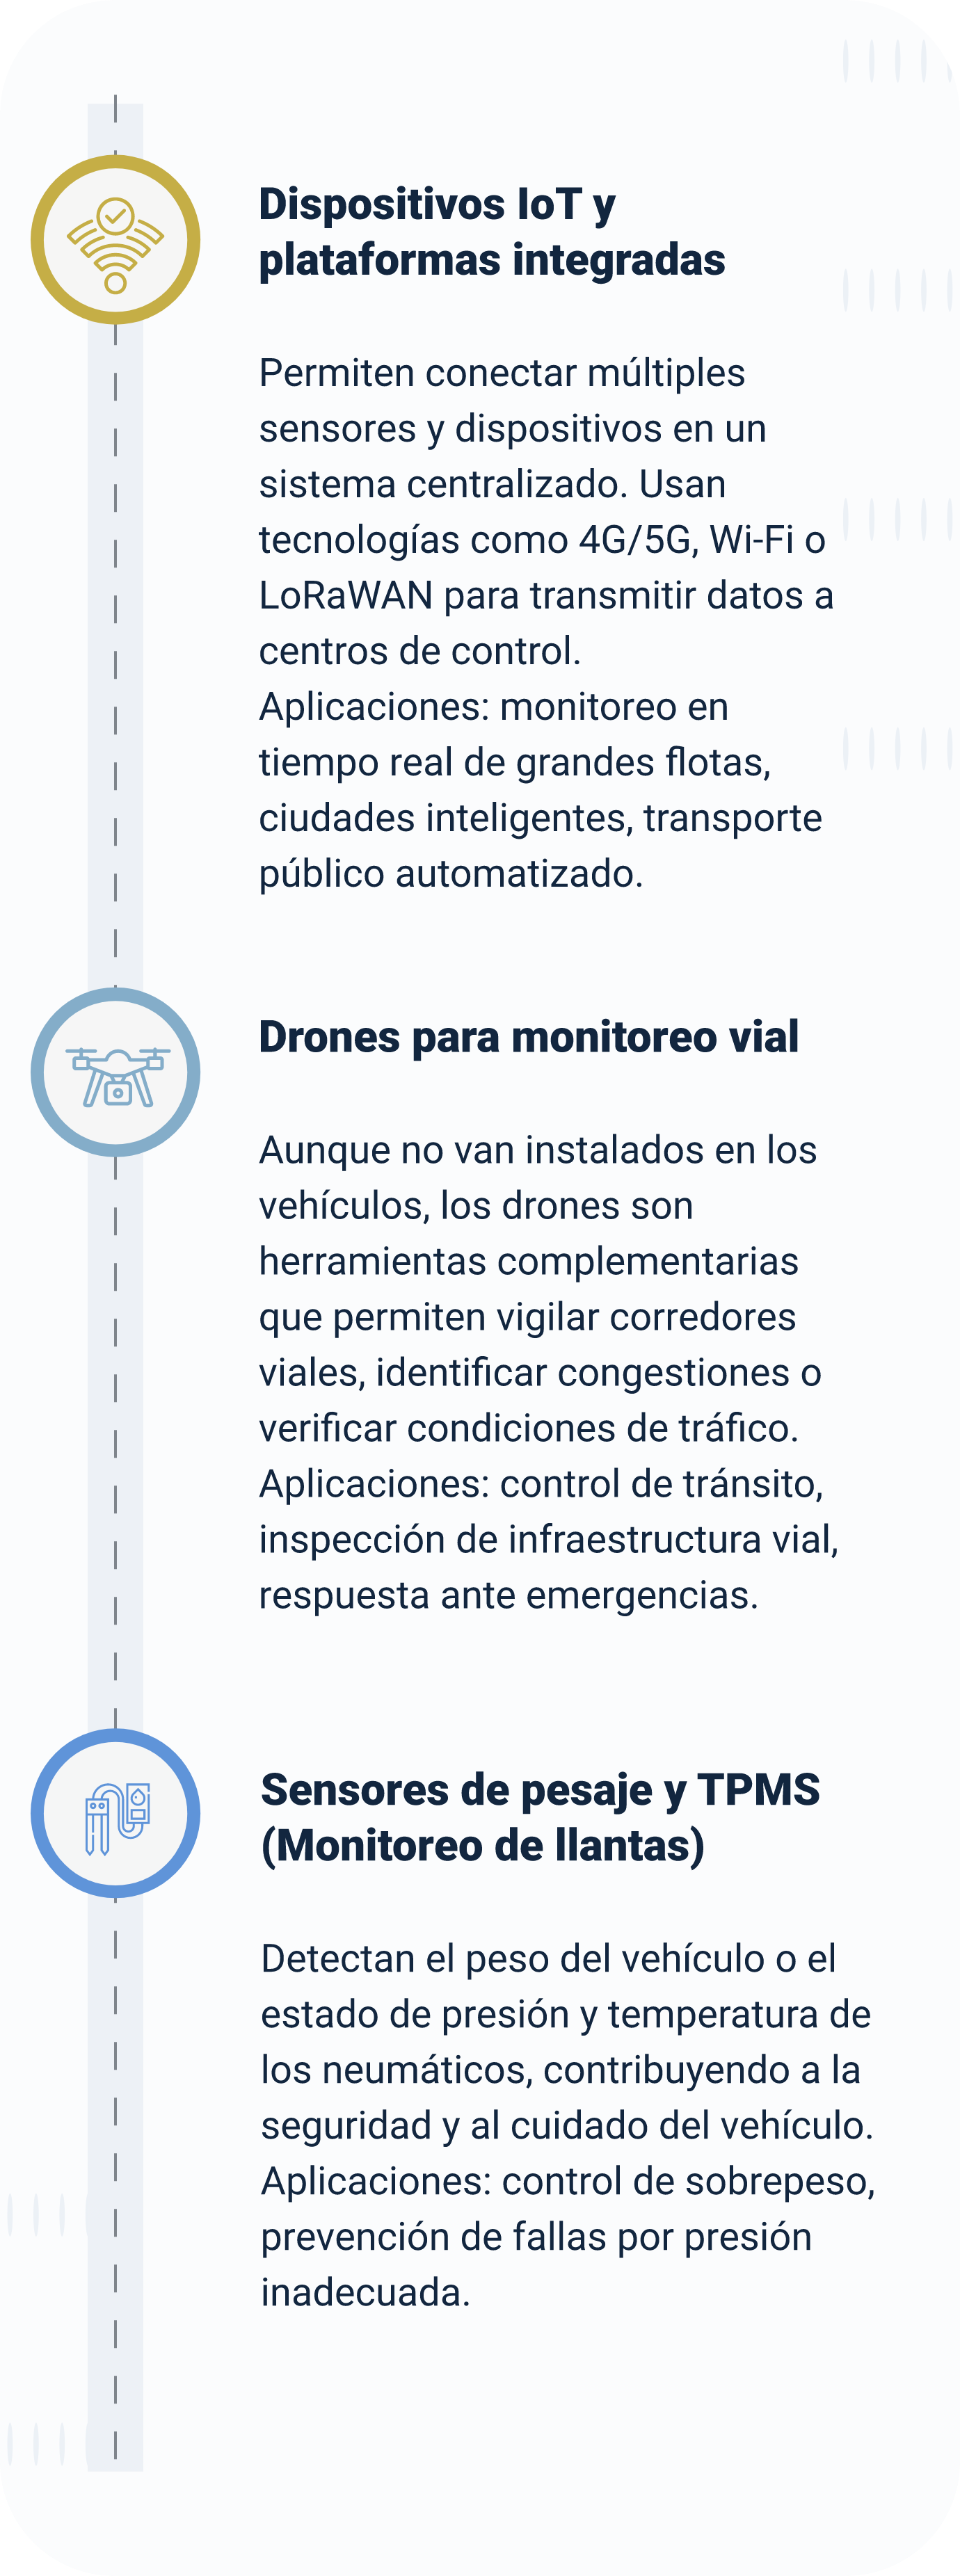 Dispositivos IoT y
plataformas integradas
Permiten conectar múltiples
sensores y dispositivos en un
sistema centralizado. Usan
tecnologías como 4G/5G, Wi-Fi o
LoRaWAN para transmitir datos a
centros de control.
Aplicaciones: monitoreo en
tiempo real de grandes flotas,
ciudades inteligentes, transporte
público automatizado.
Drones para monitoreo vial
Aunque no van instalados en los
vehículos, los drones son
herramientas complementarias
que permiten vigilar corredores
viales, identificar congestiones o
verificar condiciones de tráfico.
Aplicaciones: control de tránsito,
inspección de infraestructura vial,
respuesta ante emergencias.
Sensores de pesaje y TPMS
(Monitoreo de llantas)
Detectan el peso del vehículo o el
estado de presión y temperatura de
los neumáticos, contribuyendo a la
seguridad y al cuidado del vehículo.
Aplicaciones: control de sobrepeso,
prevención de fallas por presión
inadecuada.